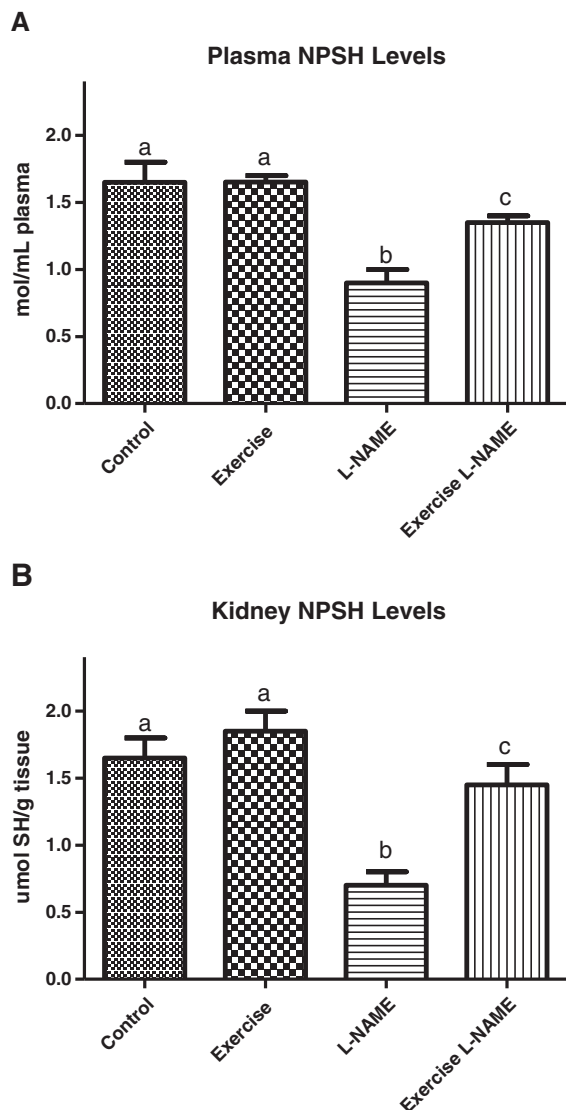 A
Plasma NPSH Levels
mol/mL plasma
2.0
1.5
1.0
0.5
0.0
a
a
b
c
Control
Exercise
L-NAME
Exercise L-NAME
B
Kidney NPSH Levels
umol SH/g tissue
2.0
1.5
1.0
0.5
0.0
a
a
b
c
Control
Exercise
L-NAME
Exercise L-NAME